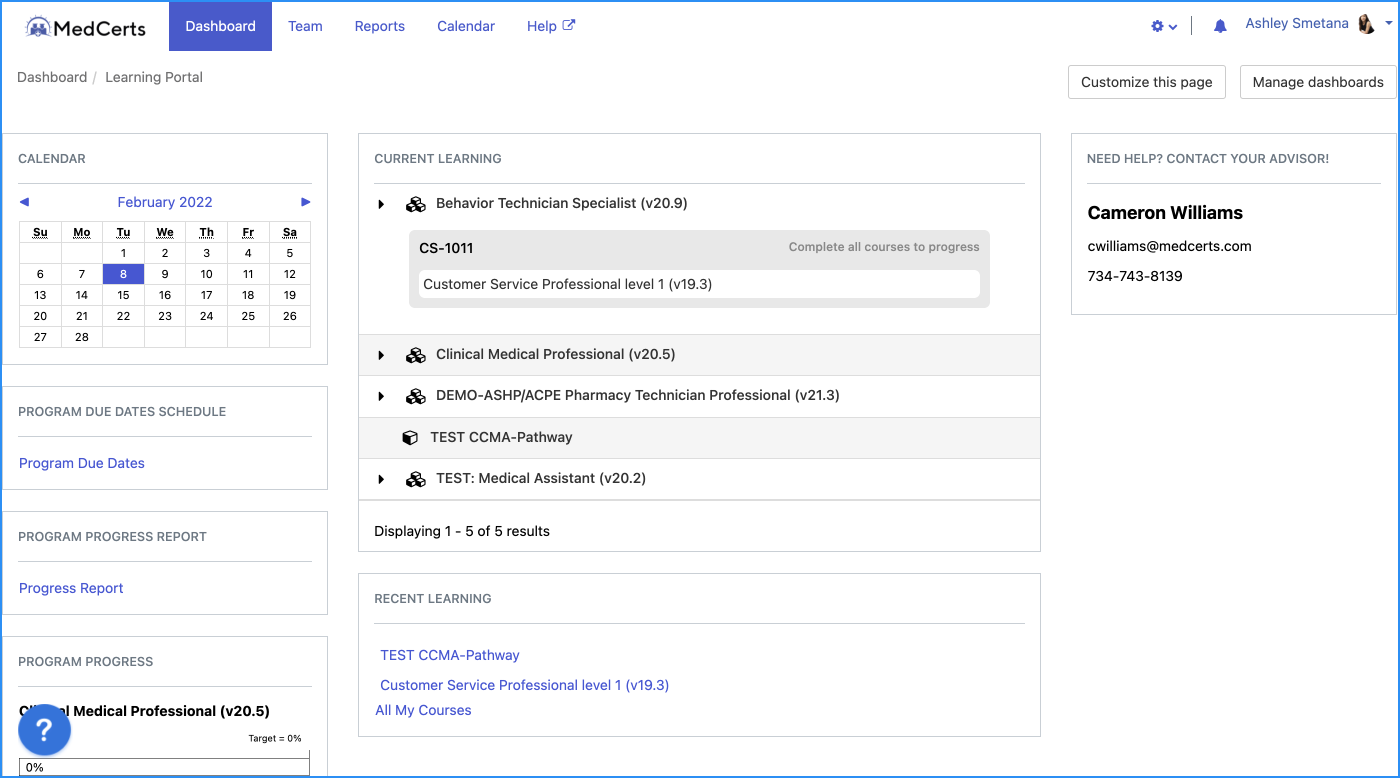 MedCerts
Dashboard Team Reports Calendar Help
Ashley Smetana
Dashboard / Learning Portal
Customize this page
Manage dashboards
CALENDAR
February 2022
Su Mo Tu We Th Fr Sa
1 2 3 4 5
6 7 8 9 10 11 12
13 14 15 16 17 18 19
20 21 22 23 24 25 26
27 28
PROGRAM DUE DATES SCHEDULE
Program Due Dates
PROGRAM PROGRESS REPORT
Progress Report
PROGRAM PROGRESS
Medical Professional (v20.5)
Target = 0%
0%
?
CURRENT LEARNING
Behavior Technician Specialist (v20.9)
CS-1011
Complete all courses to progress
Customer Service Professional level 1 (v19.3)
Clinical Medical Professional (v20.5)
DEMO-ASHP/ACPE Pharmacy Technician Professional (v21.3)
TEST CCMA-Pathway
TEST: Medical Assistant (v20.2)
Displaying 1 - 5 of 5 results
RECENT LEARNING
TEST CCMA-Pathway
Customer Service Professional level 1 (v19.3)
All My Courses
NEED HELP? CONTACT YOUR ADVISOR!
Cameron Williams
cwilliams@medcerts.com
734-743-8139